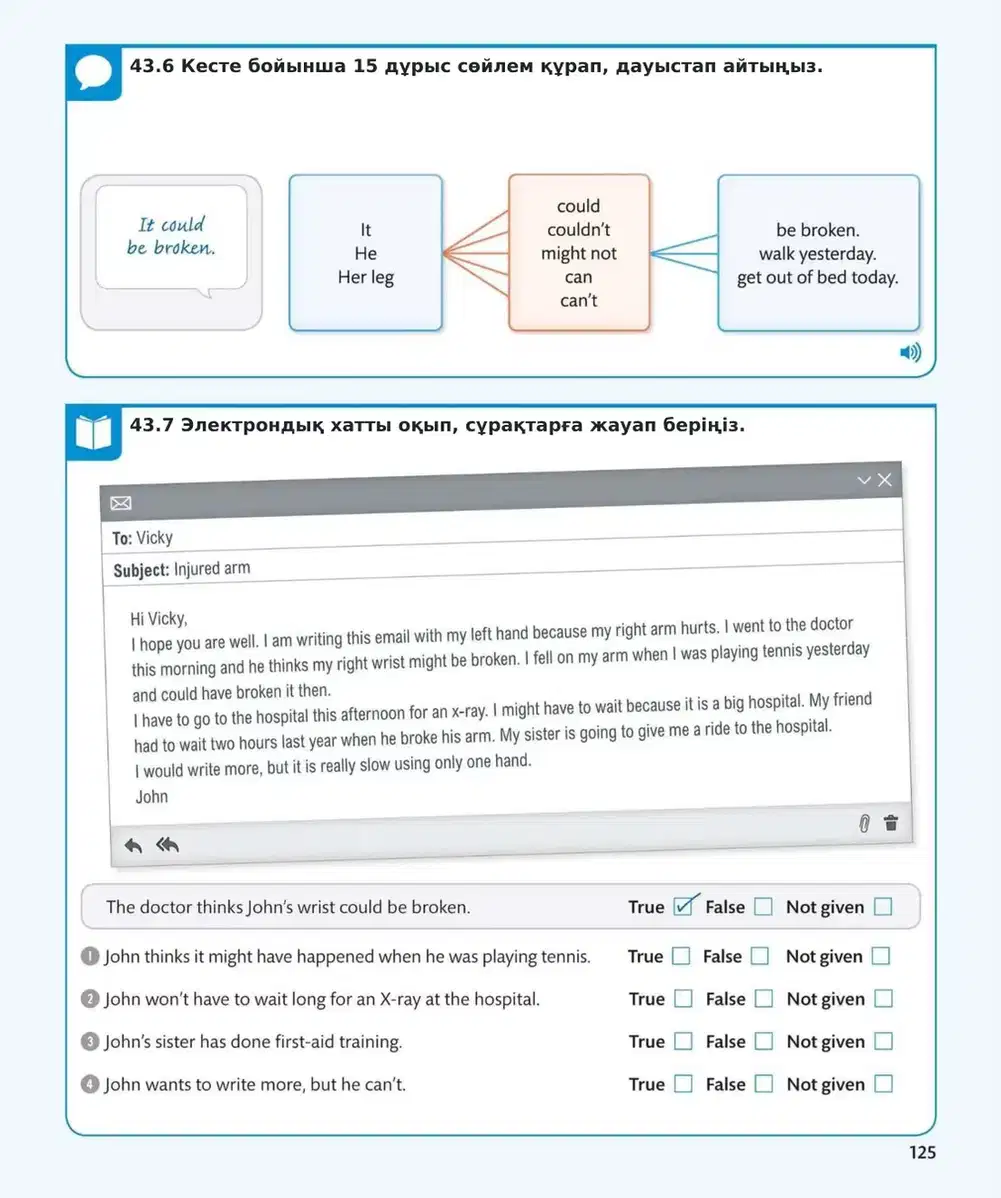 43.6 Кесте бойынша 15 дұрыс сөйлем құрап, дауыстап айтыңыз.
It could
be broken.
It
He
Her leg
could
couldn't
might not
can
can't
be broken.
walk yesterday.
get out of bed today.
43.7 Электрондық хатты оқып, сұрақтарға жауап беріңіз.
To: Vicky
Subject: Injured arm
Hi Vicky,
I hope you are well. I am writing this email with my left hand because my right arm hurts. I went to the doctor
this morning and he thinks my right wrist might be broken. I fell on my arm when I was playing tennis yesterday
and could have broken it then.
I have to go to the hospital this afternoon for an x-ray. I might have to wait because it is a big hospital. My friend
had to wait two hours last year when he broke his arm. My sister is going to give me a ride to the hospital.
I would write more, but it is really slow using only one hand.
John
The doctor thinks John's wrist could be broken. True False Not given
1 John thinks it might have happened when he was playing tennis. True False Not given
2 John won't have to wait long for an X-ray at the hospital. True False Not given
3 John's sister has done first-aid training. True False Not given
4 John wants to write more, but he can't. True False Not given
125